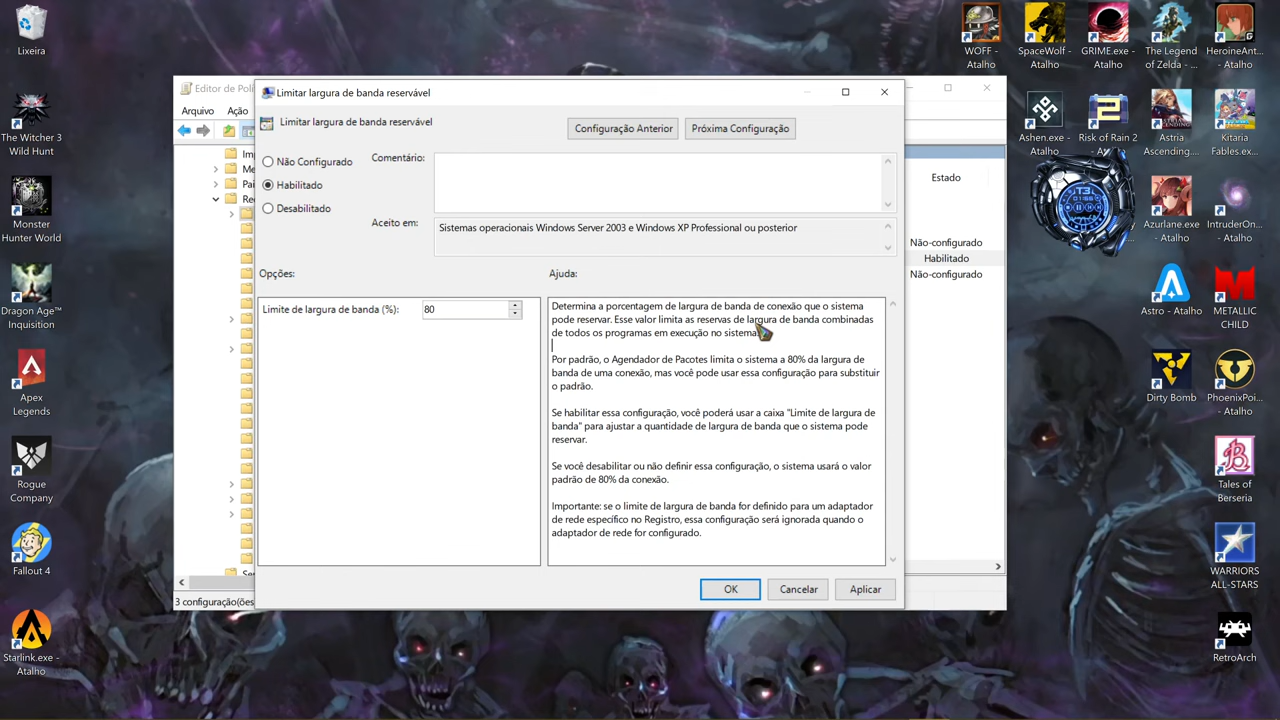 Lixeira
The Witcher 3
Wild Hunt
Monster
Hunter World
Dragon Age™
Inquisition
Apex
Legends
Rogue
Company
Fallout 4
Starlink.exe -
Atalho
Editor de Polí
Arquivo
Ação
Limitar largura de banda reservável
Limitar largura de banda reservável
Configuração Anterior
Próxima Configuração
Não Configurado
Habilitado
Desabilitado
Comentário:
Aceito em:
Sistemas operacionais Windows Server 2003 e Windows XP Professional ou posterior
Opções:
Ajuda:
Limite de largura de banda (%):
80
Determina a porcentagem de largura de banda de conexão que o sistema
pode reservar. Esse valor limita as reservas de largura de banda combinadas
de todos os programas em execução no sistema.
Por padrão, o Agendador de Pacotes limita o sistema a 80% da largura de
banda de uma conexão, mas você pode usar essa configuração para substituir
o padrão.
Se habilitar essa configuração, você poderá usar a caixa "Limite de largura de
banda" para ajustar a quantidade de largura de banda que o sistema pode
reservar.
Se você desabilitar ou não definir essa configuração, o sistema usará o valor
padrão de 80% da conexão.
Importante: se o limite de largura de banda for definido para um adaptador
de rede específico no Registro, essa configuração será ignorada quando o
adaptador de rede for configurado.
OK
Cancelar
Aplicar
3 configuração(ões
Estado
Não-configurado
Habilitado
Não-configurado
WOFF -
Atalho
SpaceWolf -
Atalho
GRIME.exe -
Atalho
The Legend
of Zelda - ...
HeroineAnt...
- Atalho
Ashen.exe -
Atalho
Risk of Rain 2
Astria
Ascending....
Kitaria
Fables.ex...
Azurlane.exe
- Atalho
IntruderOn...
- Atalho
Astro - Atalho
METALLIC
CHILD
Dirty Bomb
PhoenixPoi...
- Atalho
Tales of
Berseria
WARRIORS
ALL-STARS
RetroArch